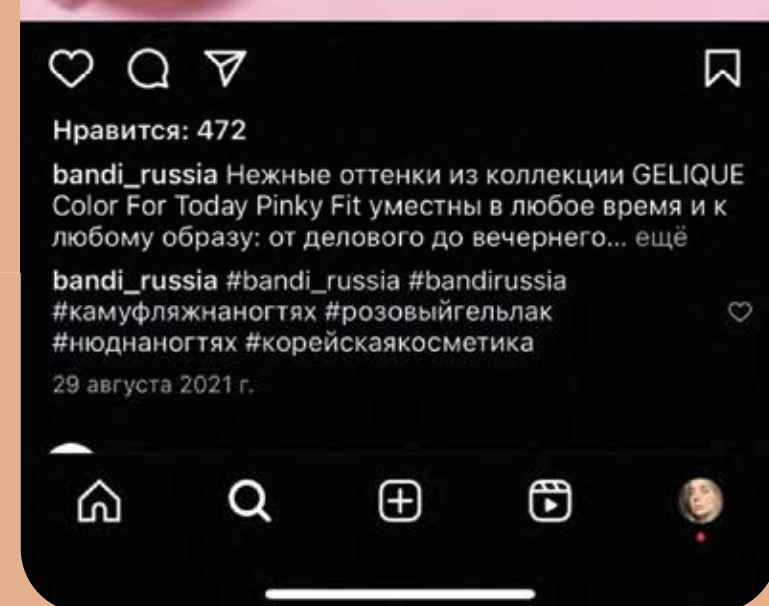 Нравится: 472
bandi_russia Нежные оттенки из коллекции GELIQUE
Color For Today Pinky Fit уместны в любое время и к
любому образу: от делового до вечернего... ещё
bandi_russia #bandi_russia #bandirussia
#камуфляжнаногтях #розовыйгельлак
#нюднаногтях #корейскаякосметика
29 августа 2021 г.